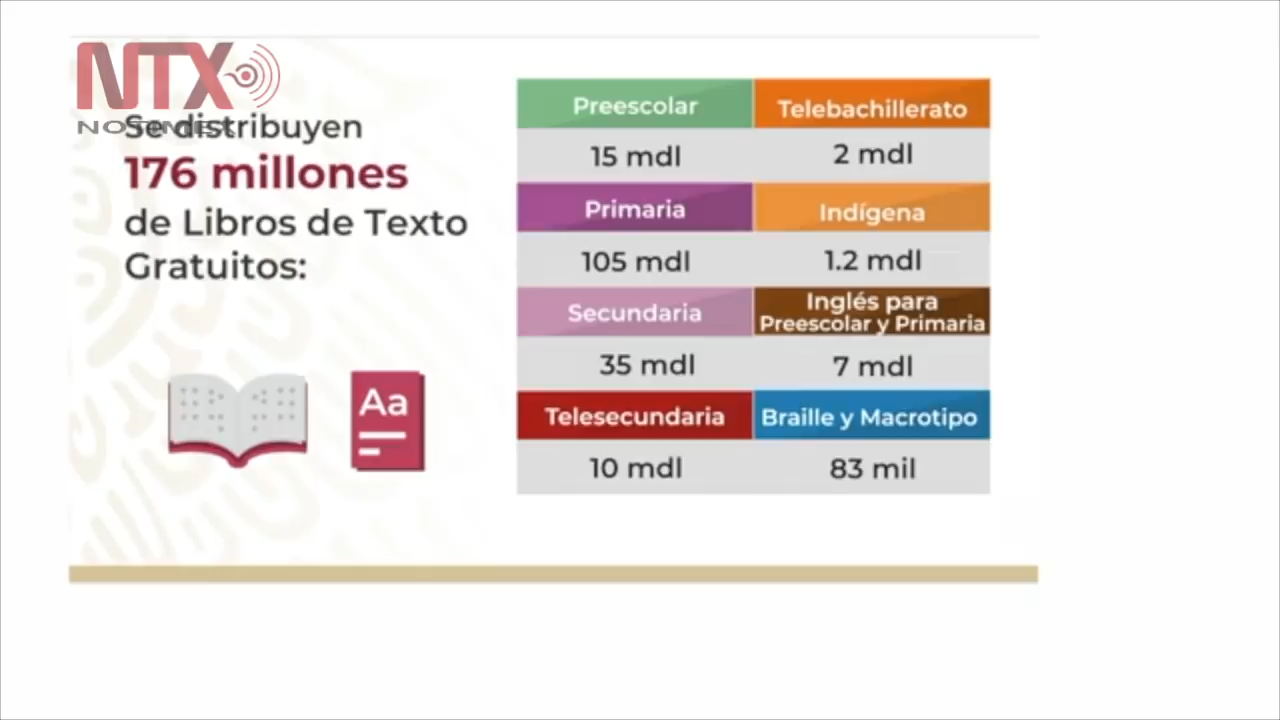 NTX
NOTIMEX
Se distribuyen
176 millones
de Libros de Texto
Gratuitos:
Aa
Preescolar
Telebachillerato
15 mdl
2 mdl
Primaria
Indígena
105 mdl
1.2 mdl
Secundaria
Inglés para
Preescolar y Primaria
35 mdl
7 mdl
Telesecundaria
Braille y Macrotipo
10 mdl
83 mil